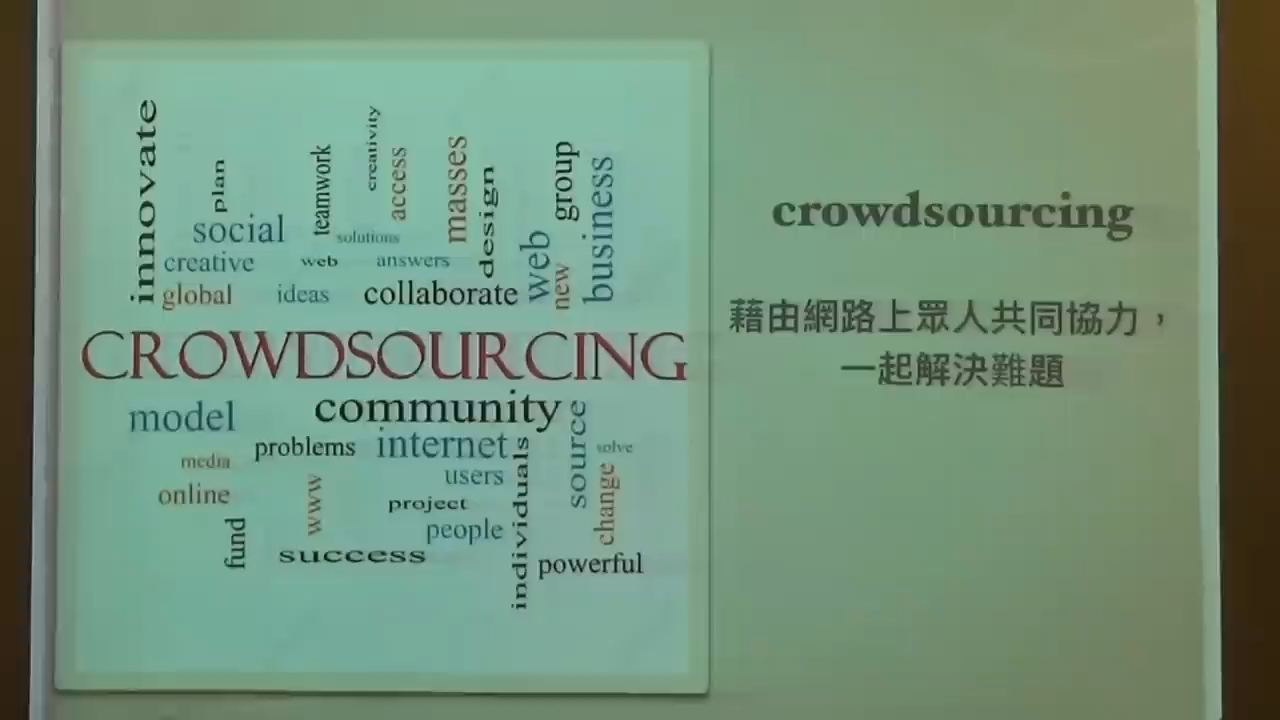 innovate
plan
teamwork
creativity
access
masses
design
group
business
social
solutions
creative
web
answers
web
new
global
ideas
collaborate
CROWDSOURCING
model
community
problems
internet
source
solve
media
users
individuals
change
online
www
project
people
fund
success
powerful
crowdsourcing
藉由網路上眾人共同協力，
一起解決難題